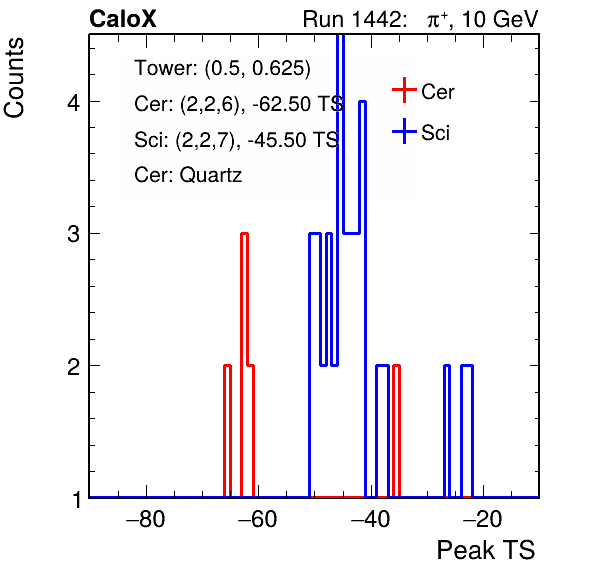 CaloX Run 1442: π⁺, 10 GeV
Counts
Tower: (0.5, 0.625)
Cer: (2,2,6), -62.50 TS
Sci: (2,2,7), -45.50 TS
Cer: Quartz
Cer
Sci
4
3
2
1
−80 −60 −40 −20
Peak TS